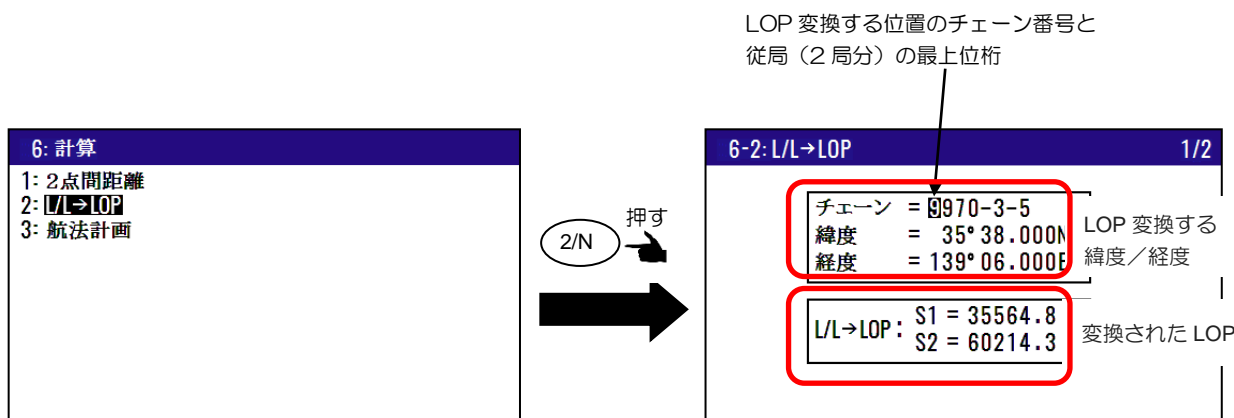 LOP 変換する位置のチェーン番号と
従局（2 局分）の最上位桁
6: 計算
1: 2点間距離
2: L/L→LOP
3: 航法計画
2/N
押す
6-2: L/L→LOP 1/2
チェーン = 9970-3-5
緯度 = 35°38.000N
経度 = 139°06.000E
LOP 変換する
緯度／経度
L/L→LOP: S1 = 35564.8
S2 = 60214.3
変換された LOP